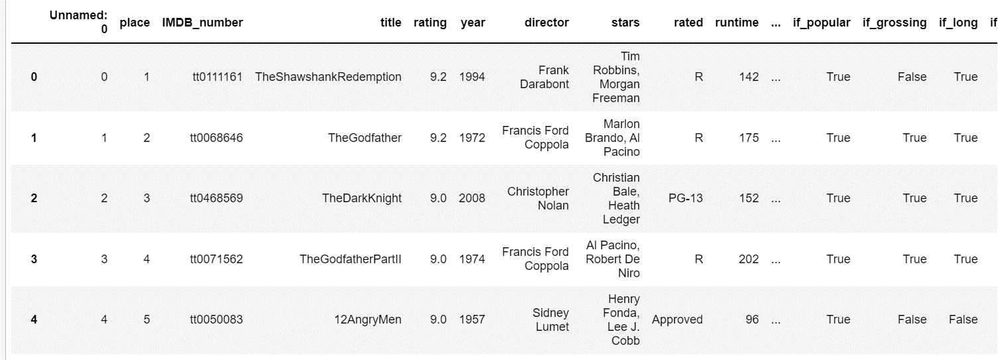 Unnamed: 0 place IMDB_number title rating year director stars rated runtime ... if_popular if_grossing if_long if_
0 0 1 tt0111161 TheShawshankRedemption 9.2 1994 Frank Darabont Tim Robbins, Morgan Freeman R 142 ... True False True
1 1 2 tt0068646 TheGodfather 9.2 1972 Francis Ford Coppola Marlon Brando, Al Pacino R 175 ... True True True
2 2 3 tt0468569 TheDarkKnight 9.0 2008 Christopher Nolan Christian Bale, Heath Ledger PG-13 152 ... True True True
3 3 4 tt0071562 TheGodfatherPartII 9.0 1974 Francis Ford Coppola Al Pacino, Robert De Niro R 202 ... True True True
4 4 5 tt0050083 12AngryMen 9.0 1957 Sidney Lumet Henry Fonda, Lee J. Cobb Approved 96 ... True False False